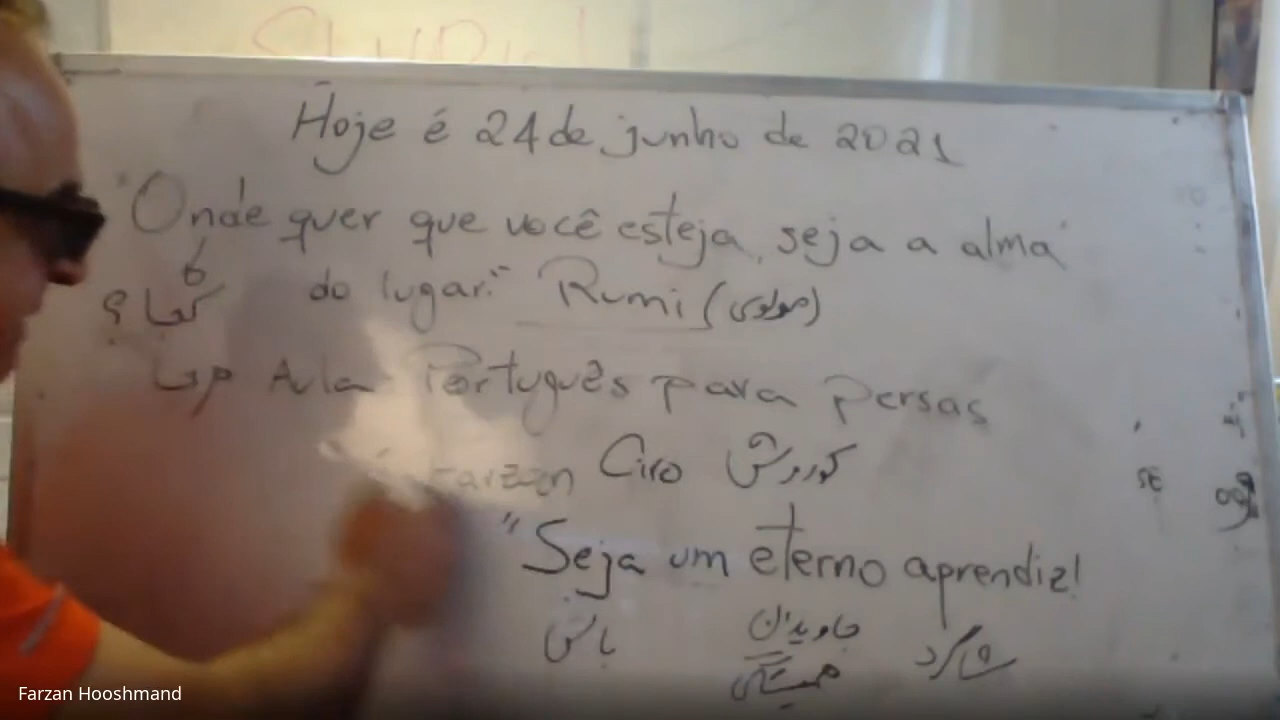 Hoje é 24 de junho de 2021
"Onde quer que você esteja, seja a alma
do lugar." Rumi (مولوی)
کجا؟
Aula Português para Persas
Farzan Ciro کوروش
"Seja um eterno aprendiz!
باش جاویدان شاگرد
همیشگی
Farzan Hooshmand